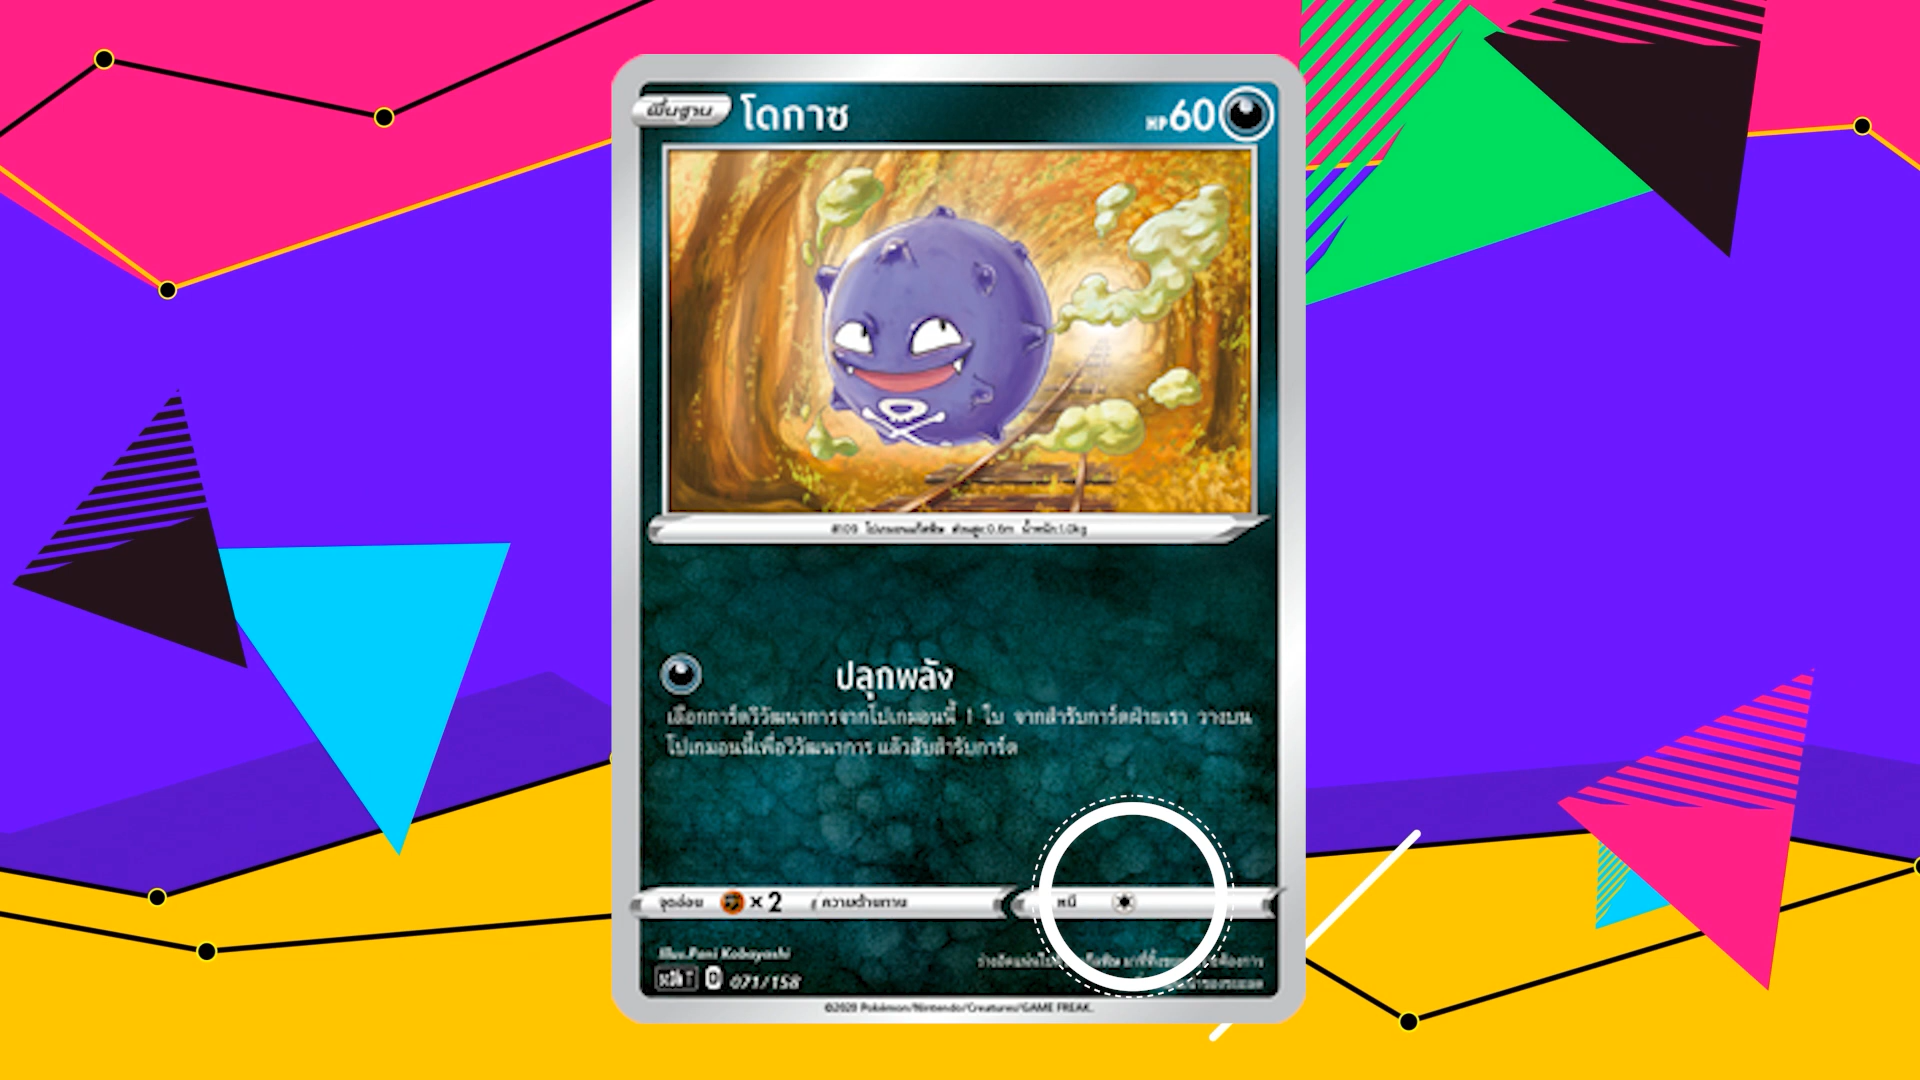 พื้นฐาน โดกาซ HP60
#109 โปเกมอนแก๊สพิษ ส่วนสูง:0.6m น้ำหนัก:1.0kg
ปลุกพลัง
เลือกการ์ดวิวัฒนาการจากโปเกมอนนี้ 1 ใบ จากสำรับการ์ดฝ่ายเรา วางบน
โปเกมอนนี้เพื่อวิวัฒนาการ แล้วสับสำรับการ์ด
จุดอ่อน ×2 ความต้านทาน หนี
Illus.Pani Kobayashi
D 071/158
©2020 Pokémon/Nintendo/Creatures/GAME FREAK.